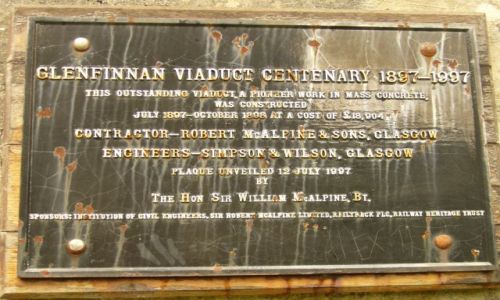 GLENFINNAN VIADUCT CENTENARY 1897–1997
THIS OUTSTANDING VIADUCT, A PIONEER WORK IN MASS CONCRETE,
WAS CONSTRUCTED
JULY 1897–OCTOBER 1898 AT A COST OF £18,904
CONTRACTOR–ROBERT MCALPINE & SONS, GLASGOW
ENGINEERS–SIMPSON & WILSON, GLASGOW
PLAQUE UNVEILED 12 JULY 1997
BY
THE HON SIR WILLIAM MCALPINE, BT.
SPONSORS: INSTITUTION OF CIVIL ENGINEERS, SIR ROBERT MCALPINE LIMITED, RAILTRACK PLC, RAILWAY HERITAGE TRUST